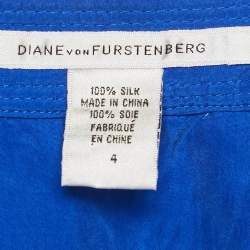 DIANE VON FURSTENBERG
100% SILK
MADE IN CHINA
100% SOIE
FABRIQUÉ
EN CHINE
4